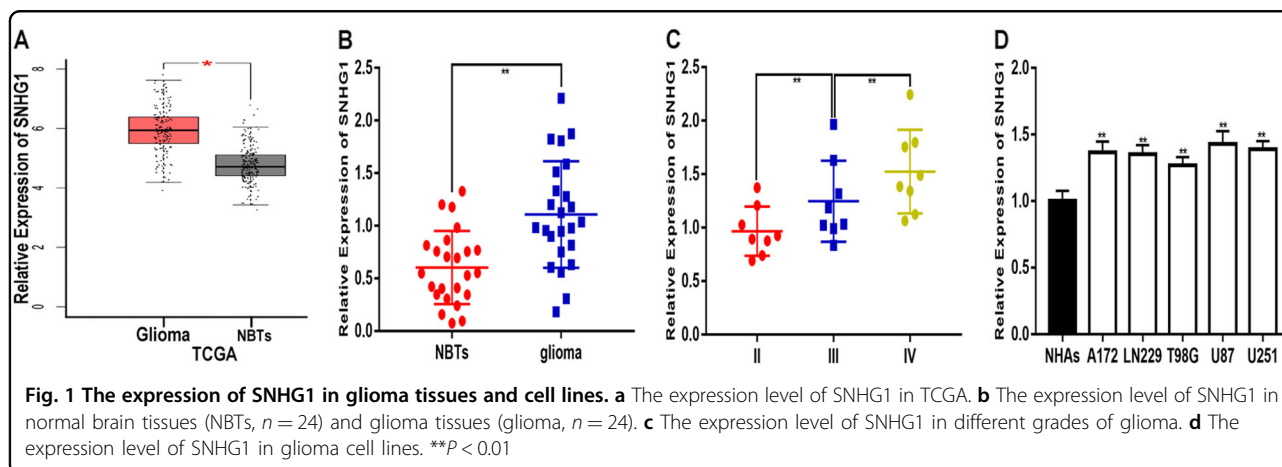 A
Relative Expression of SNHG1
8
6
4
2
0
*
Glioma
NBTs
TCGA
B
Relative Expression of SNHG1
2.5
2.0
1.5
1.0
0.5
0.0
**
NBTs
glioma
C
Relative Expression of SNHG1
2.5
2.0
1.5
1.0
0.5
0.0
**
**
II
III
IV
D
Relative Expression of SNHG1
2.0
1.5
1.0
0.5
0.0
**
**
**
**
**
NHAs
A172
LN229
T98G
U87
U251
Fig. 1 The expression of SNHG1 in glioma tissues and cell lines. a The expression level of SNHG1 in TCGA. b The expression level of SNHG1 in
normal brain tissues (NBTs, n = 24) and glioma tissues (glioma, n = 24). c The expression level of SNHG1 in different grades of glioma. d The
expression level of SNHG1 in glioma cell lines. **P < 0.01